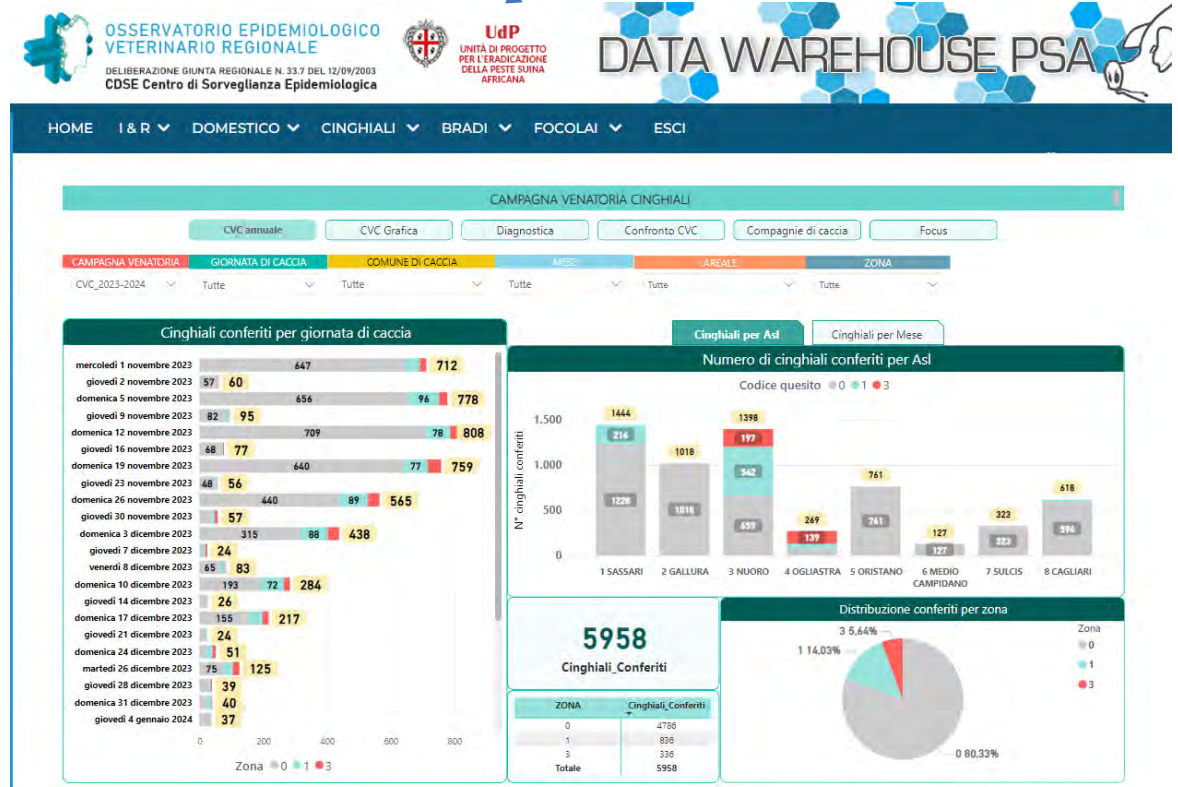 OSSERVATORIO EPIDEMIOLOGICO
VETERINARIO REGIONALE
DELIBERAZIONE GIUNTA REGIONALE N. 33.7 DEL 12/09/2003
CDSE Centro di Sorveglianza Epidemiologica
UdP
UNITÀ DI PROGETTO
PER L'ERADICAZIONE
DELLA PESTE SUINA
AFRICANA
DATA WAREHOUSE PSA
HOME I & R DOMESTICO CINGHIALI BRADI FOCOLAI ESCI
CAMPAGNA VENATORIA CINGHIALI
CVC annuale CVC Grafica Diagnostica Confronto CVC Compagnie di caccia Focus
CAMPAGNA VENATORIA GIORNATA DI CACCIA COMUNE DI CACCIA MESE AREALE ZONA
CVC_2023-2024 Tutte Tutte Tutte Tutte Tutte
Cinghiali conferiti per giornata di caccia
mercoledì 1 novembre 2023 647 712
giovedì 2 novembre 2023 57 60
domenica 5 novembre 2023 656 96 778
giovedì 9 novembre 2023 82 95
domenica 12 novembre 2023 709 78 808
giovedì 16 novembre 2023 68 77
domenica 19 novembre 2023 640 77 759
giovedì 23 novembre 2023 48 56
domenica 26 novembre 2023 440 89 565
giovedì 30 novembre 2023 57
domenica 3 dicembre 2023 315 88 438
giovedì 7 dicembre 2023 24
venerdì 8 dicembre 2023 65 83
domenica 10 dicembre 2023 193 72 284
giovedì 14 dicembre 2023 26
domenica 17 dicembre 2023 155 217
giovedì 21 dicembre 2023 24
domenica 24 dicembre 2023 51
martedì 26 dicembre 2023 75 125
giovedì 28 dicembre 2023 39
domenica 31 dicembre 2023 40
giovedì 4 gennaio 2024 37
0 200 400 600 800
Zona 0 1 3
Cinghiali per Asl Cinghiali per Mese
Numero di cinghiali conferiti per Asl
Codice quesito 0 1 3
N° cinghiali conferiti
1.500
1.000
500
0
1444 1018 1398 269 761 127 323 618
216 197
342 139
1228 1018 659 761 127 323 596
1 SASSARI 2 GALLURA 3 NUORO 4 OGLIASTRA 5 ORISTANO 6 MEDIO CAMPIDANO 7 SULCIS 8 CAGLIARI
5958
Cinghiali_Conferiti
ZONA Cinghiali_Conferiti
0 4786
1 836
3 336
Totale 5958
Distribuzione conferiti per zona
3 5,64%
1 14,03%
0 80,33%
Zona
0
1
3